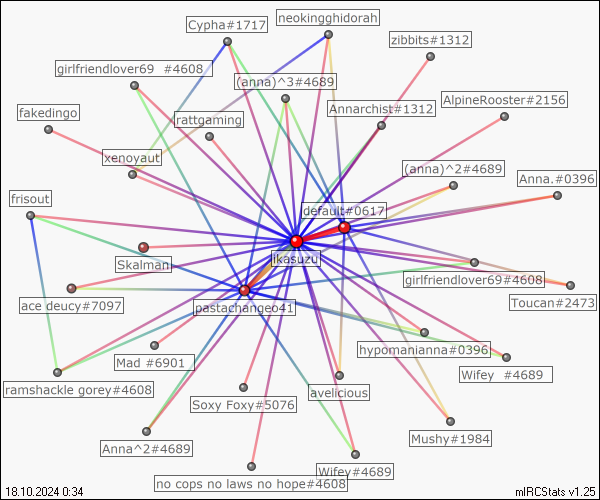 neokingghidorah
Cypha#1717
zibbits#1312
girlfriendlover69  #4608
(anna)^3#4689
AlpineRooster#2156
fakedingo
rattgaming
Annarchist#1312
xenoyaut
(anna)^2#4689
Anna.#0396
frisout
default#0617
ikasuzu
Skalman
girlfriendlover69#4608
ace deucy#7097
pastachangeo41
Toucan#2473
hypomanianna#0396
Mad #6901
Wifey  #4689
ramshackle gorey#4608
avelicious
Soxy Foxy#5076
Mushy#1984
Anna^2#4689
Wifey#4689
no cops no laws no hope#4608
18.10.2024 0:34
mIRCStats v1.25